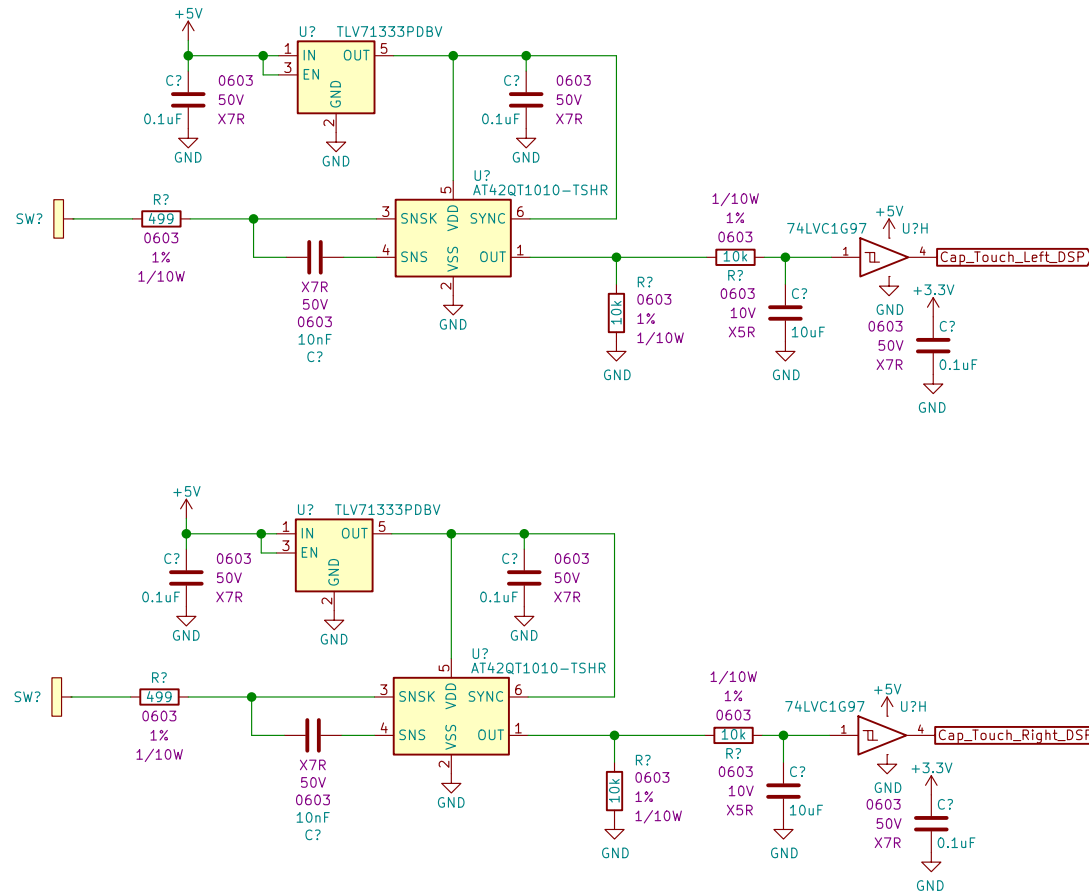 +5V
U? TLV71333PDBV
1 IN OUT 5
3 EN
GND
2
GND
C? 0603
50V
0.1uF X7R
GND
C? 0603
50V
0.1uF X7R
GND
U?
AT42QT1010-TSHR
5
3 SNSK VDD SYNC 6
4 SNS VSS OUT 1
2
GND
SW?
R?
499
0603
1%
1/10W
X7R
50V
0603
10nF
C?
R?
10k
0603
1%
1/10W
GND
1/10W
1%
0603
10k
R?
0603
10V
X5R
C?
10uF
GND
74LVC1G97
+5V
U?H
1
4
Cap_Touch_Left_DSP
GND
+3.3V
0603
50V
X7R
C?
0.1uF
GND
+5V
U? TLV71333PDBV
1 IN OUT 5
3 EN
GND
2
GND
C? 0603
50V
0.1uF X7R
GND
C? 0603
50V
0.1uF X7R
GND
U?
AT42QT1010-TSHR
5
3 SNSK VDD SYNC 6
4 SNS VSS OUT 1
2
GND
SW?
R?
499
0603
1%
1/10W
X7R
50V
0603
10nF
C?
R?
10k
0603
1%
1/10W
GND
1/10W
1%
0603
10k
R?
0603
10V
X5R
C?
10uF
GND
74LVC1G97
+5V
U?H
1
4
Cap_Touch_Right_DSP
GND
+3.3V
0603
50V
X7R
C?
0.1uF
GND